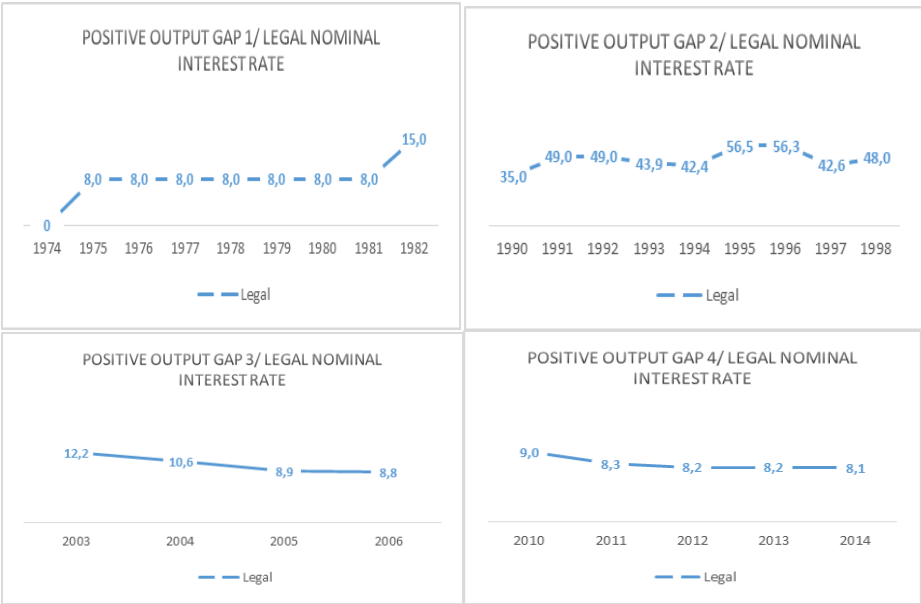 POSITIVE OUTPUT GAP 1/ LEGAL NOMINAL
INTEREST RATE
15,0
8,0 8,0 8,0 8,0 8,0 8,0 8,0
0
1974 1975 1976 1977 1978 1979 1980 1981 1982
Legal
POSITIVE OUTPUT GAP 2/ LEGAL NOMINAL
INTEREST RATE
35,0 49,0 49,0 43,9 42,4 56,5 56,3 42,6 48,0
1990 1991 1992 1993 1994 1995 1996 1997 1998
Legal
POSITIVE OUTPUT GAP 3/ LEGAL NOMINAL
INTEREST RATE
12,2 10,6 8,9 8,8
2003 2004 2005 2006
Legal
POSITIVE OUTPUT GAP 4/ LEGAL NOMINAL
INTEREST RATE
9,0 8,3 8,2 8,2 8,1
2010 2011 2012 2013 2014
Legal